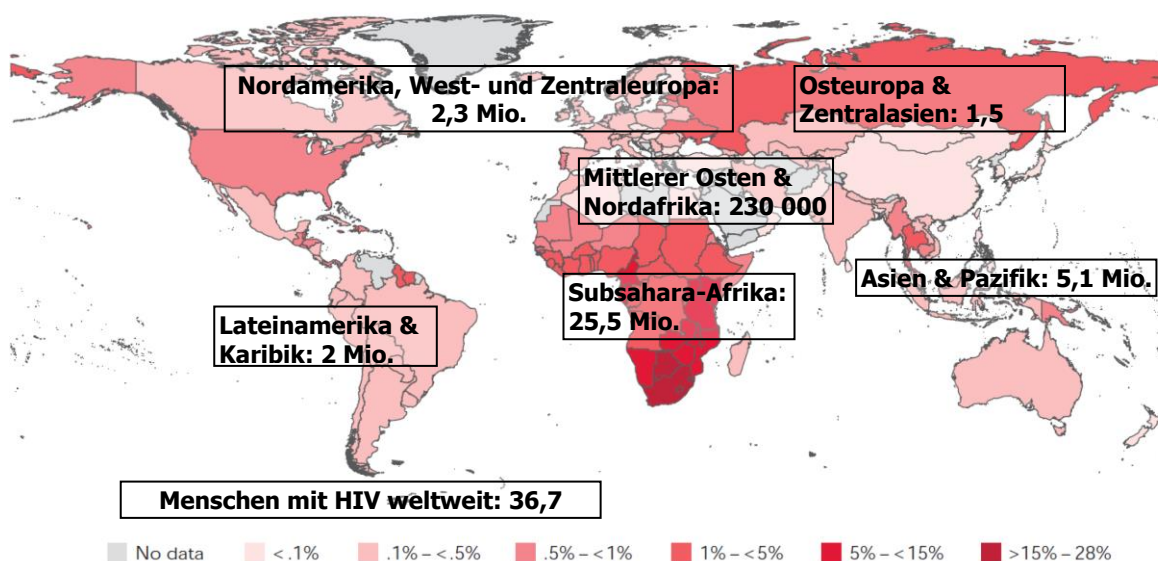 Nordamerika, West- und Zentraleuropa:
2,3 Mio.
Osteuropa &
Zentralasien: 1,5
Mittlerer Osten &
Nordafrika: 230 000
Subsahara-Afrika:
25,5 Mio.
Asien & Pazifik: 5,1 Mio.
Lateinamerika &
Karibik: 2 Mio.
Menschen mit HIV weltweit: 36,7
No data
< .1%
.1% – <.5%
.5% – <1%
1% – <5%
5% – <15%
>15% – 28%